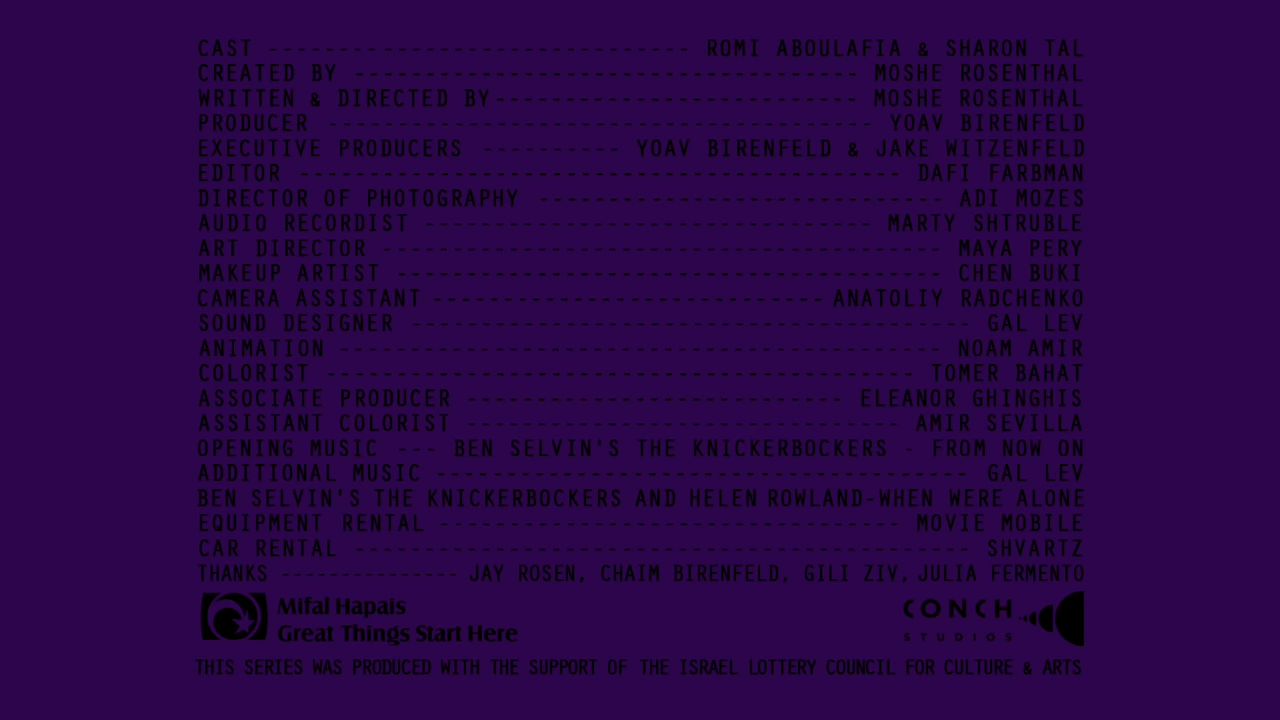 CAST ------------------------------ ROMI ABOULAFIA & SHARON TAL
CREATED BY ------------------------------------ MOSHE ROSENTHAL
WRITTEN & DIRECTED BY-------------------------- MOSHE ROSENTHAL
PRODUCER --------------------------------------- YOAV BIRENFELD
EXECUTIVE PRODUCERS ---------- YOAV BIRENFELD & JAKE WITZENFELD
EDITOR ------------------------------------------- DAFI FARBMAN
DIRECTOR OF PHOTOGRAPHY ----------------------------- ADI MOZES
AUDIO RECORDIST -------------------------------- MARTY SHTRUBLE
ART DIRECTOR ---------------------------------------- MAYA PERY
MAKEUP ARTIST --------------------------------------- CHEN BUKI
CAMERA ASSISTANT ---------------------------- ANATOLIY RADCHENKO
SOUND DESIGNER ---------------------------------------- GAL LEV
ANIMATION ------------------------------------------- NOAM AMIR
COLORIST ------------------------------------------ TOMER BAHAT
ASSOCIATE PRODUCER --------------------------- ELEANOR GHINGHIS
ASSISTANT COLORIST ------------------------------- AMIR SEVILLA
OPENING MUSIC --- BEN SELVIN'S THE KNICKERBOCKERS - FROM NOW ON
ADDITIONAL MUSIC -------------------------------------- GAL LEV
BEN SELVIN'S THE KNICKERBOCKERS AND HELEN ROWLAND-WHEN WERE ALONE
EQUIPMENT RENTAL --------------------------------- MOVIE MOBILE
CAR RENTAL -------------------------------------------- SHVARTZ
THANKS --------------- JAY ROSEN, CHAIM BIRENFELD, GILI ZIV, JULIA FERMENTO
Mifal Hapais
Great Things Start Here
CONCH
STUDIOS
THIS SERIES WAS PRODUCED WITH THE SUPPORT OF THE ISRAEL LOTTERY COUNCIL FOR CULTURE & ARTS